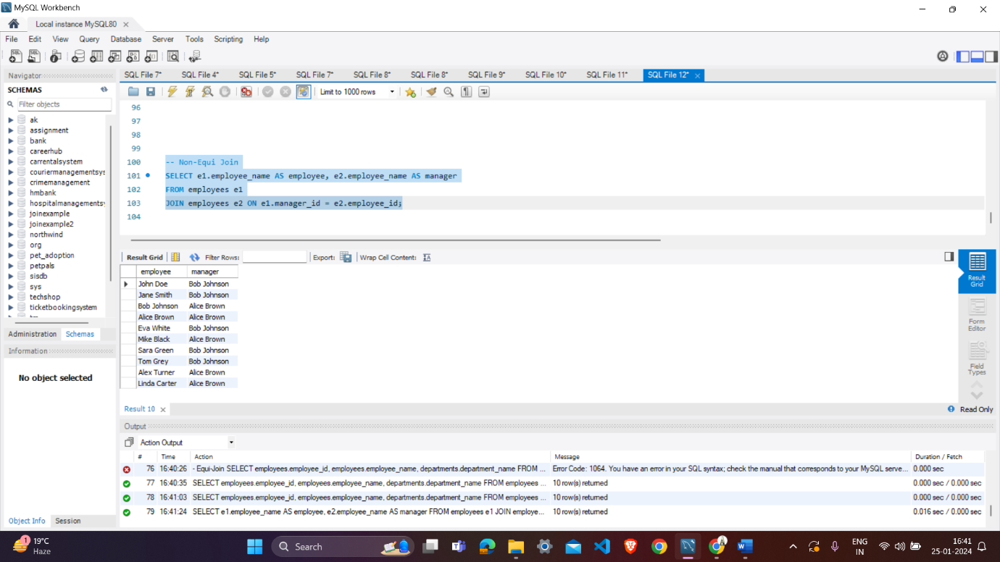 MySQL Workbench
Local instance MySQL80
File Edit View Query Database Server Tools Scripting Help
Navigator
SCHEMAS
Filter objects
ak
assignment
bank
careerhub
carrentalsystem
couriermanagementsys
crimemanagement
hmbank
hospitalmanagements
joinexample
joinexample2
northwind
org
pet_adoption
petpals
sisdb
sys
techshop
ticketbookingsystem
Administration Schemas
Information
No object selected
Object Info Session
SQL File 7* SQL File 4* SQL File 5* SQL File 7* SQL File 8* SQL File 8* SQL File 9* SQL File 10* SQL File 11* SQL File 12*
Limit to 1000 rows
96
97
98
99
100 -- Non-Equi Join
101 SELECT e1.employee_name AS employee, e2.employee_name AS manager
102 FROM employees e1
103 JOIN employees e2 ON e1.manager_id = e2.employee_id;
104
Result Grid Filter Rows: Export: Wrap Cell Content:
employee manager
John Doe Bob Johnson
Jane Smith Bob Johnson
Bob Johnson Alice Brown
Alice Brown Alice Brown
Eva White Bob Johnson
Mike Black Alice Brown
Sara Green Bob Johnson
Tom Grey Bob Johnson
Alex Turner Alice Brown
Linda Carter Alice Brown
Result Grid
Form Editor
Field Types
Result 10
Read Only
Output
Action Output
# Time Action Message Duration / Fetch
76 16:40:26 - Equi-Join SELECT employees.employee_id, employees.employee_name, departments.department_name FROM ... Error Code: 1064. You have an error in your SQL syntax; check the manual that corresponds to your MySQL serve... 0.000 sec
77 16:40:35 SELECT employees.employee_id, employees.employee_name, departments.department_name FROM employees ... 10 row(s) returned 0.000 sec / 0.000 sec
78 16:41:03 SELECT employees.employee_id, employees.employee_name, departments.department_name FROM employees ... 10 row(s) returned 0.000 sec / 0.000 sec
79 16:41:24 SELECT e1.employee_name AS employee, e2.employee_name AS manager FROM employees e1 JOIN employe... 10 row(s) returned 0.016 sec / 0.000 sec
1
19°C
Haze
Search
ENG
IN
16:41
25-01-2024